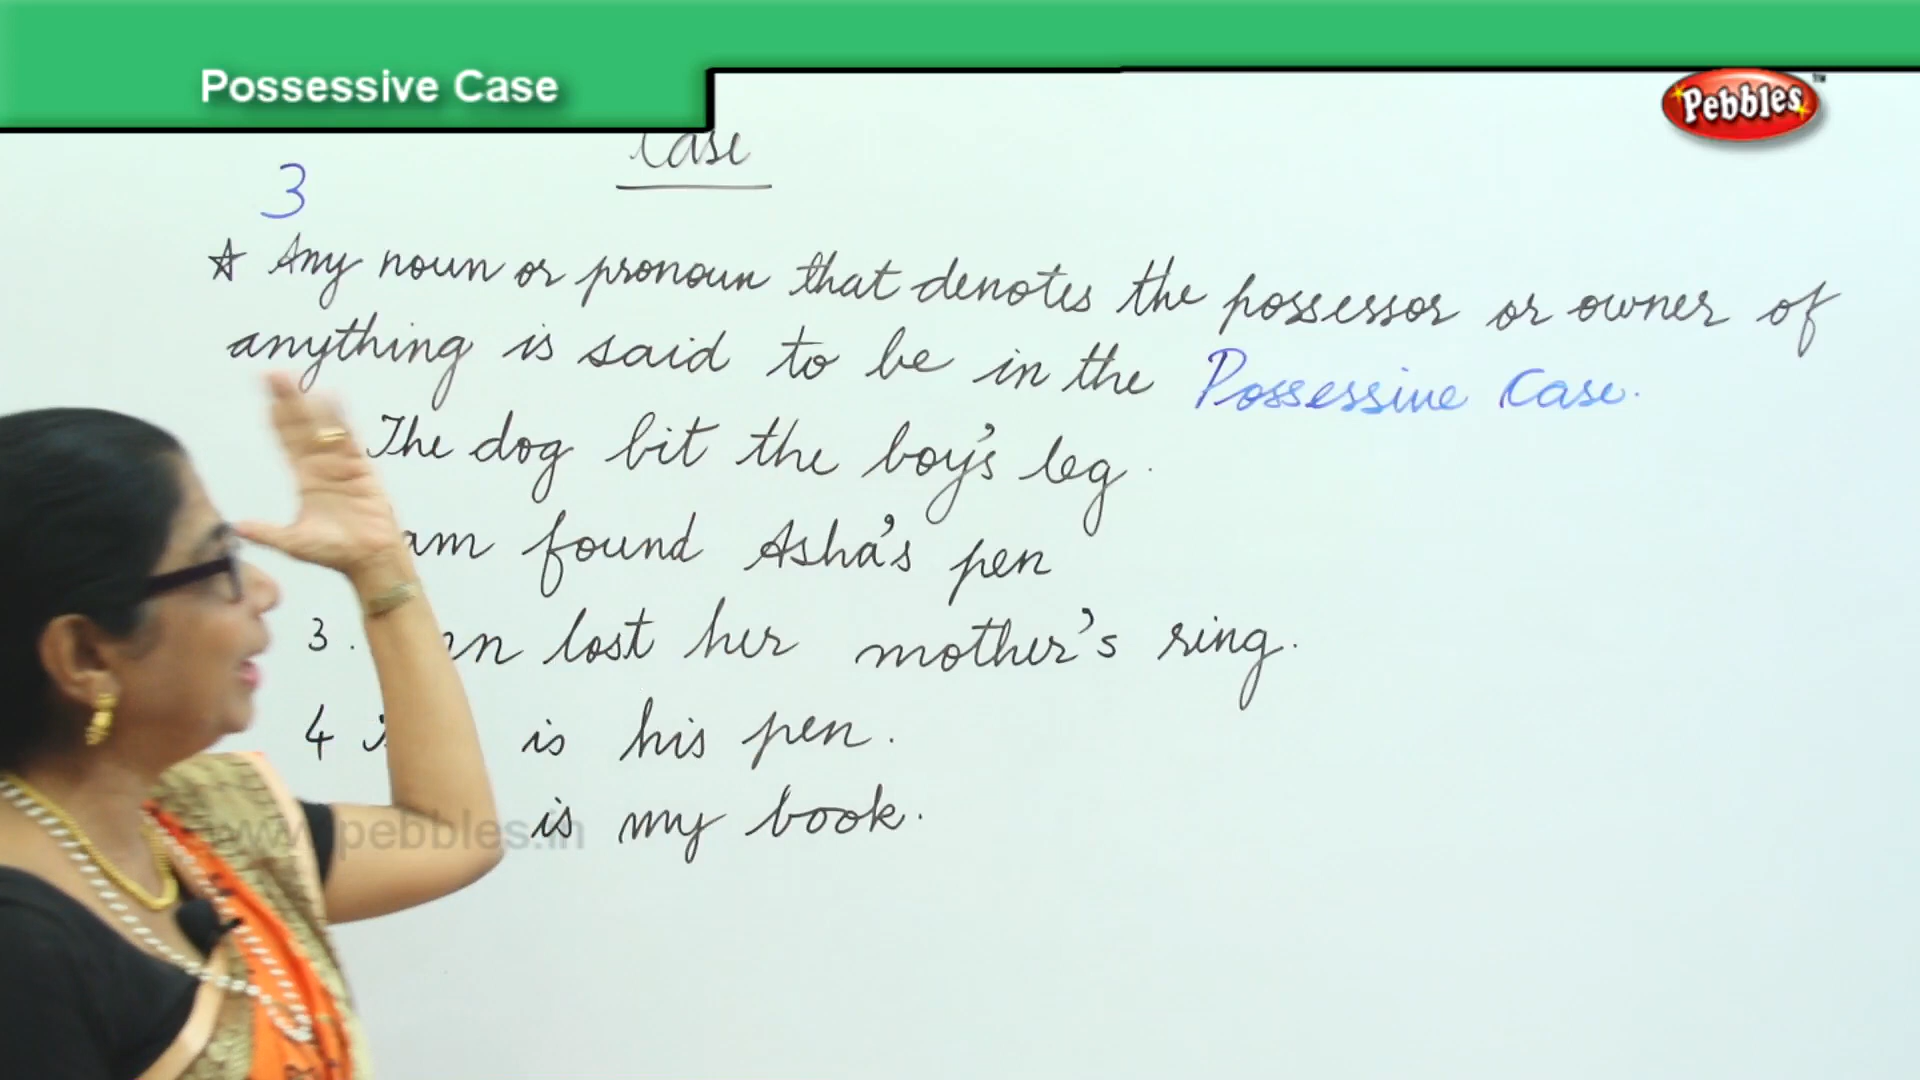 Possessive Case
Pebbles™
Case
3
☆ Any noun or pronoun that denotes the possessor or owner of
anything is said to be in the Possessive Case.
The dog bit the boy's leg.
found Asha's pen
3. lost her mother's ring.
4 is his pen.
is my book.
www.pebbles.in